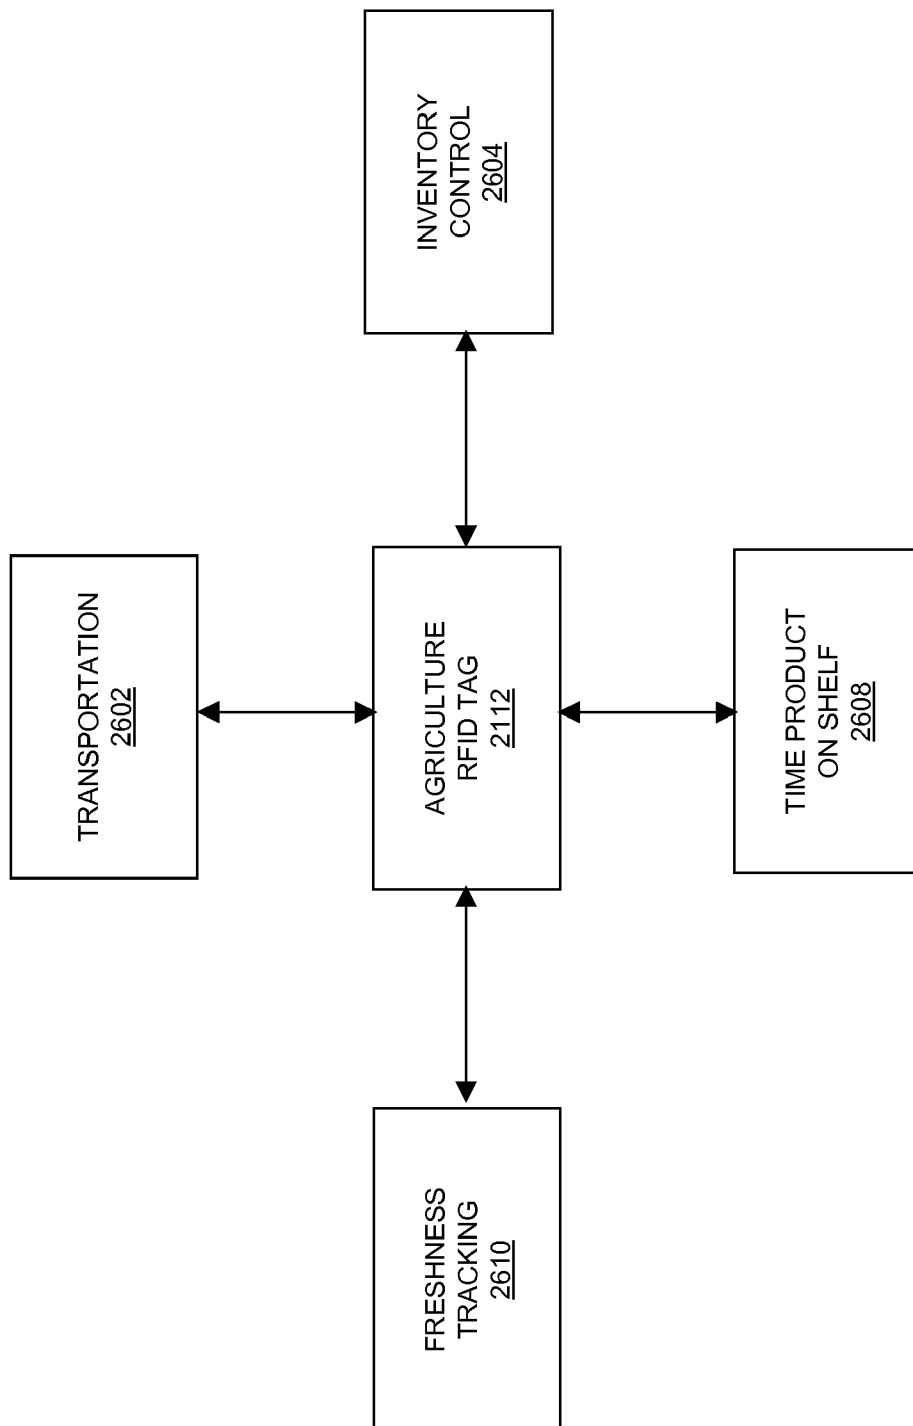 TRANSPORTATION
2602
FRESHNESS
TRACKING
2610
AGRICULTURE
RFID TAG
2112
INVENTORY
CONTROL
2604
TIME PRODUCT
ON SHELF
2608